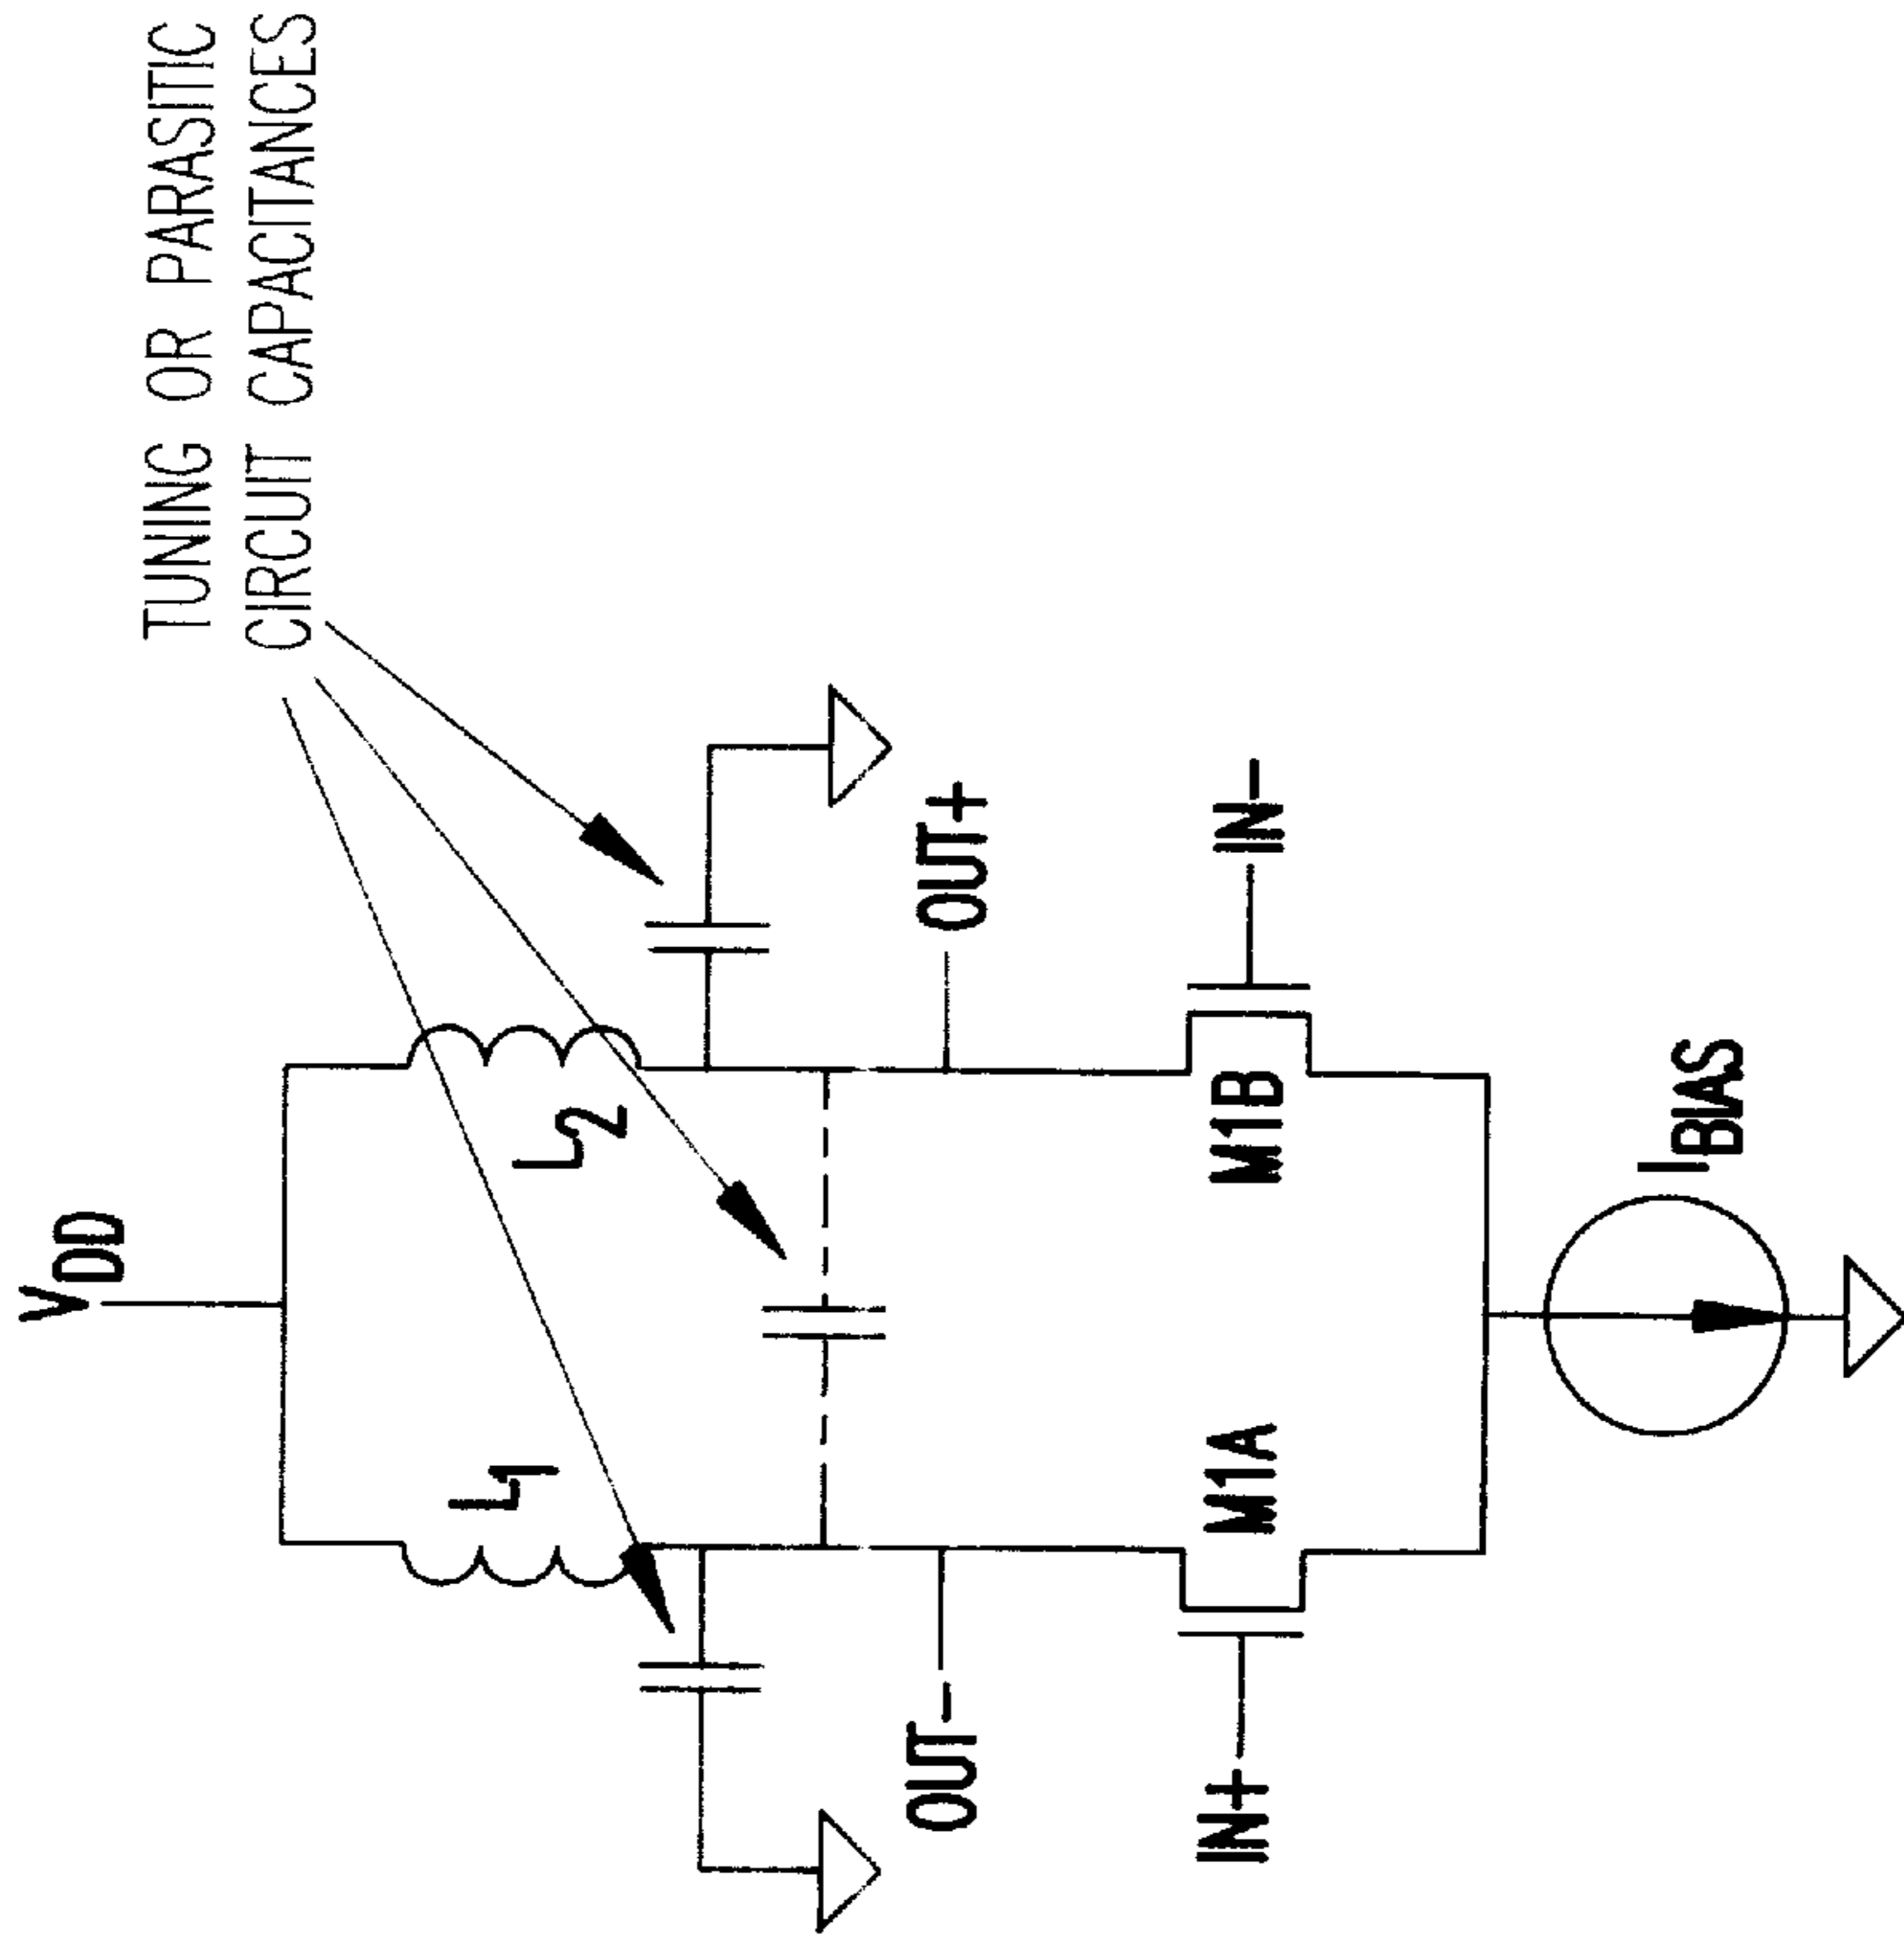 TUNING OR PARASITIC
CIRCUIT CAPACITANCES
VDD
L1
L2
OUT-
OUT+
IN+
M1A
M1B
IN-
IBIAS